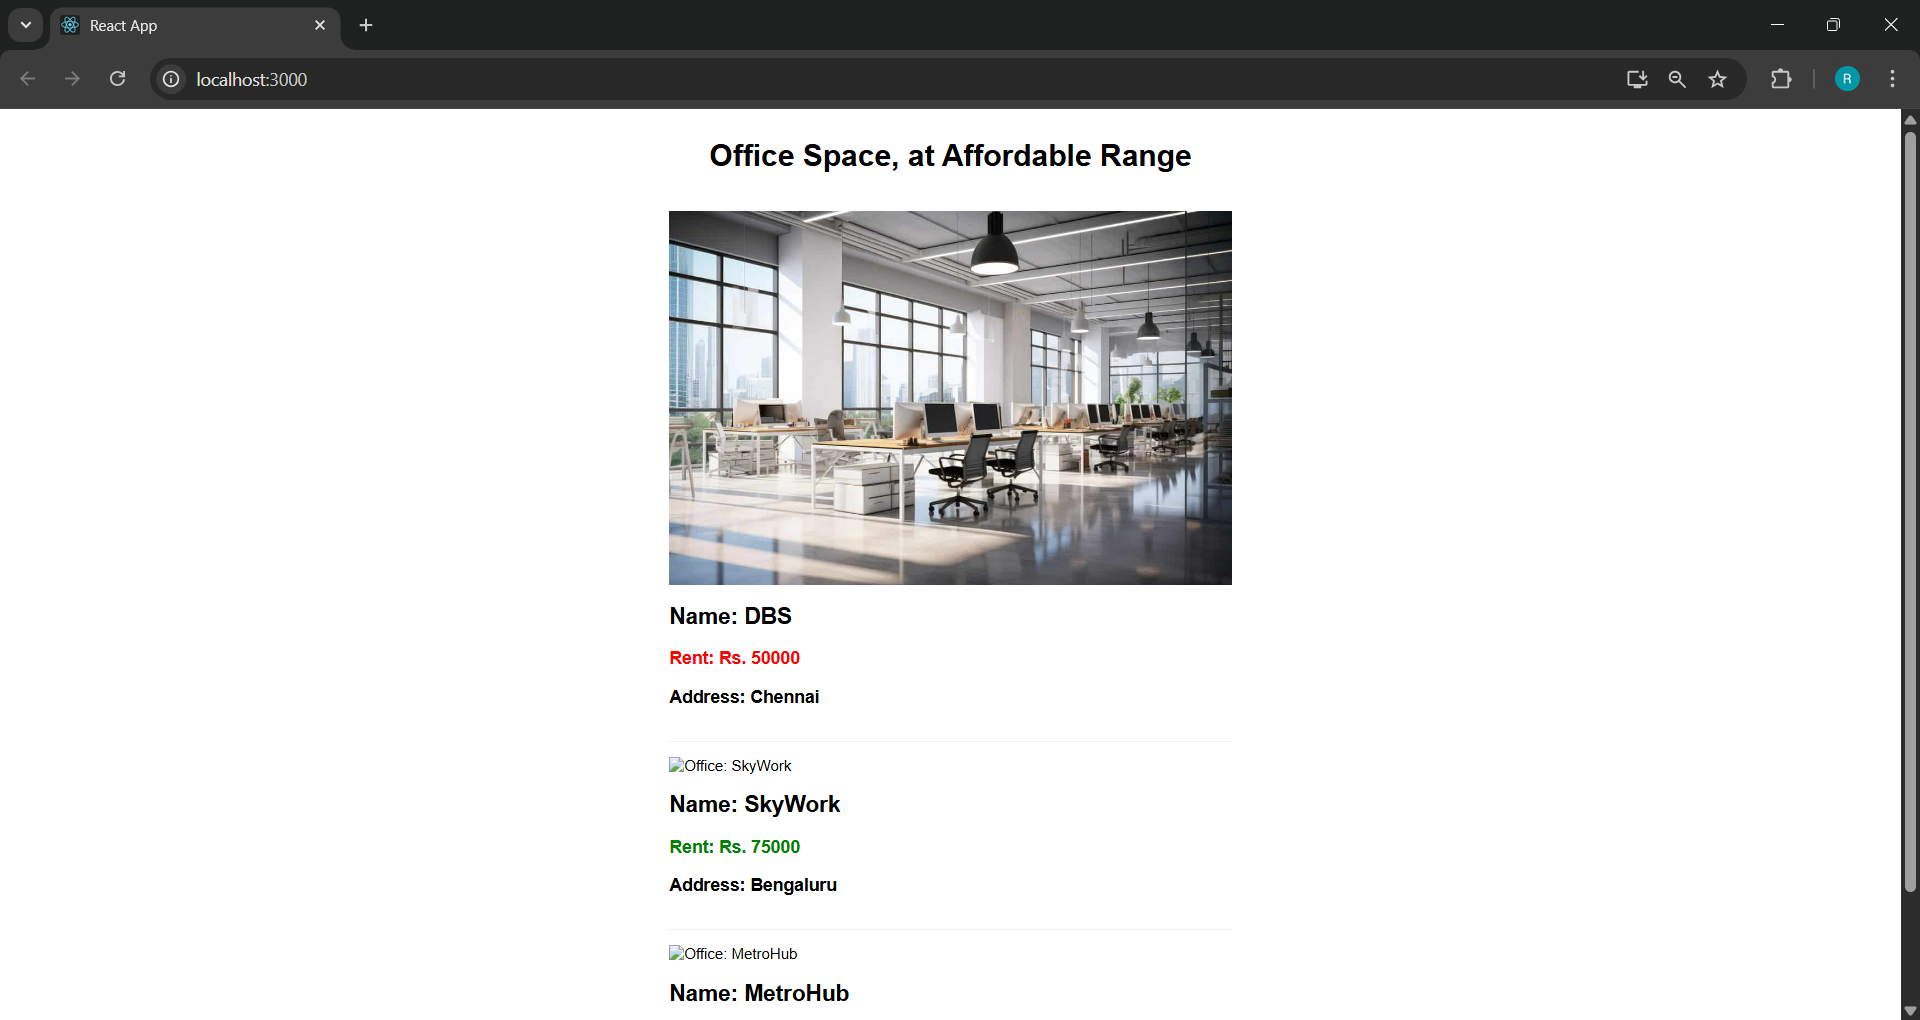 React App
localhost:3000
R
Office Space, at Affordable Range
Name: DBS
Rent: Rs. 50000
Address: Chennai
Office: SkyWork
Name: SkyWork
Rent: Rs. 75000
Address: Bengaluru
Office: MetroHub
Name: MetroHub